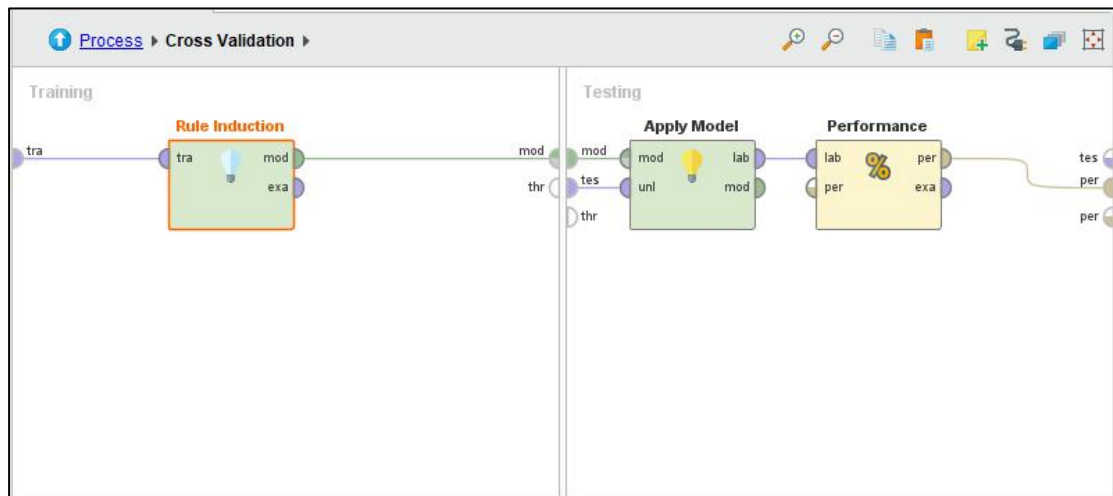 Process ▸ Cross Validation ▸
Training
Testing
Rule Induction
Apply Model
Performance
tra
tra
mod
mod
mod
mod
lab
lab
per
tes
exa
thr
tes
unl
mod
per
exa
per
thr
per